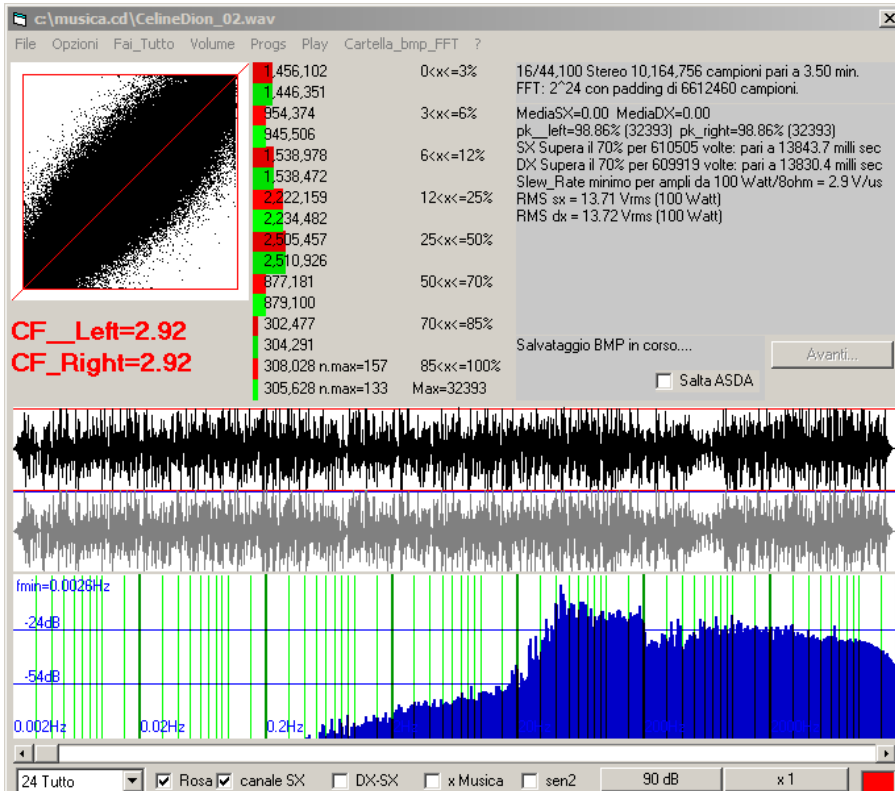 c:\musica.cd\CelineDion_02.wav
File Opzioni Fai_Tutto Volume Progs Play Cartella_bmp_FFT ?
1,456,102 0<x<=3%
1,446,351
954,374 3<x<=6%
945,506
1,538,978 6<x<=12%
1,538,472
2,222,159 12<x<=25%
2,234,482
2,505,457 25<x<=50%
2,510,926
877,181 50<x<=70%
879,100
302,477 70<x<=85%
304,291
308,028 n.max=157 85<x<=100%
305,628 n.max=133 Max=32393
CF__Left=2.92
CF_Right=2.92
16/44,100 Stereo 10,164,756 campioni pari a 3.50 min.
FFT: 2^24 con padding di 6612460 campioni.
MediaSX=0.00 MediaDX=0.00
pk__left=98.86% (32393) pk_right=98.86% (32393)
SX Supera il 70% per 610505 volte: pari a 13843.7 milli sec
DX Supera il 70% per 609919 volte: pari a 13830.4 milli sec
Slew_Rate minimo per ampli da 100 Watt/8ohm = 2.9 V/us
RMS sx = 13.71 Vrms (100 Watt)
RMS dx = 13.72 Vrms (100 Watt)
Salvataggio BMP in corso....
Avanti...
Salta ASDA
fmin=0.0026Hz
-24dB
-54dB
0.002Hz 0.02Hz 0.2Hz
24 Tutto Rosa canale SX DX-SX x Musica sen2 90 dB x 1